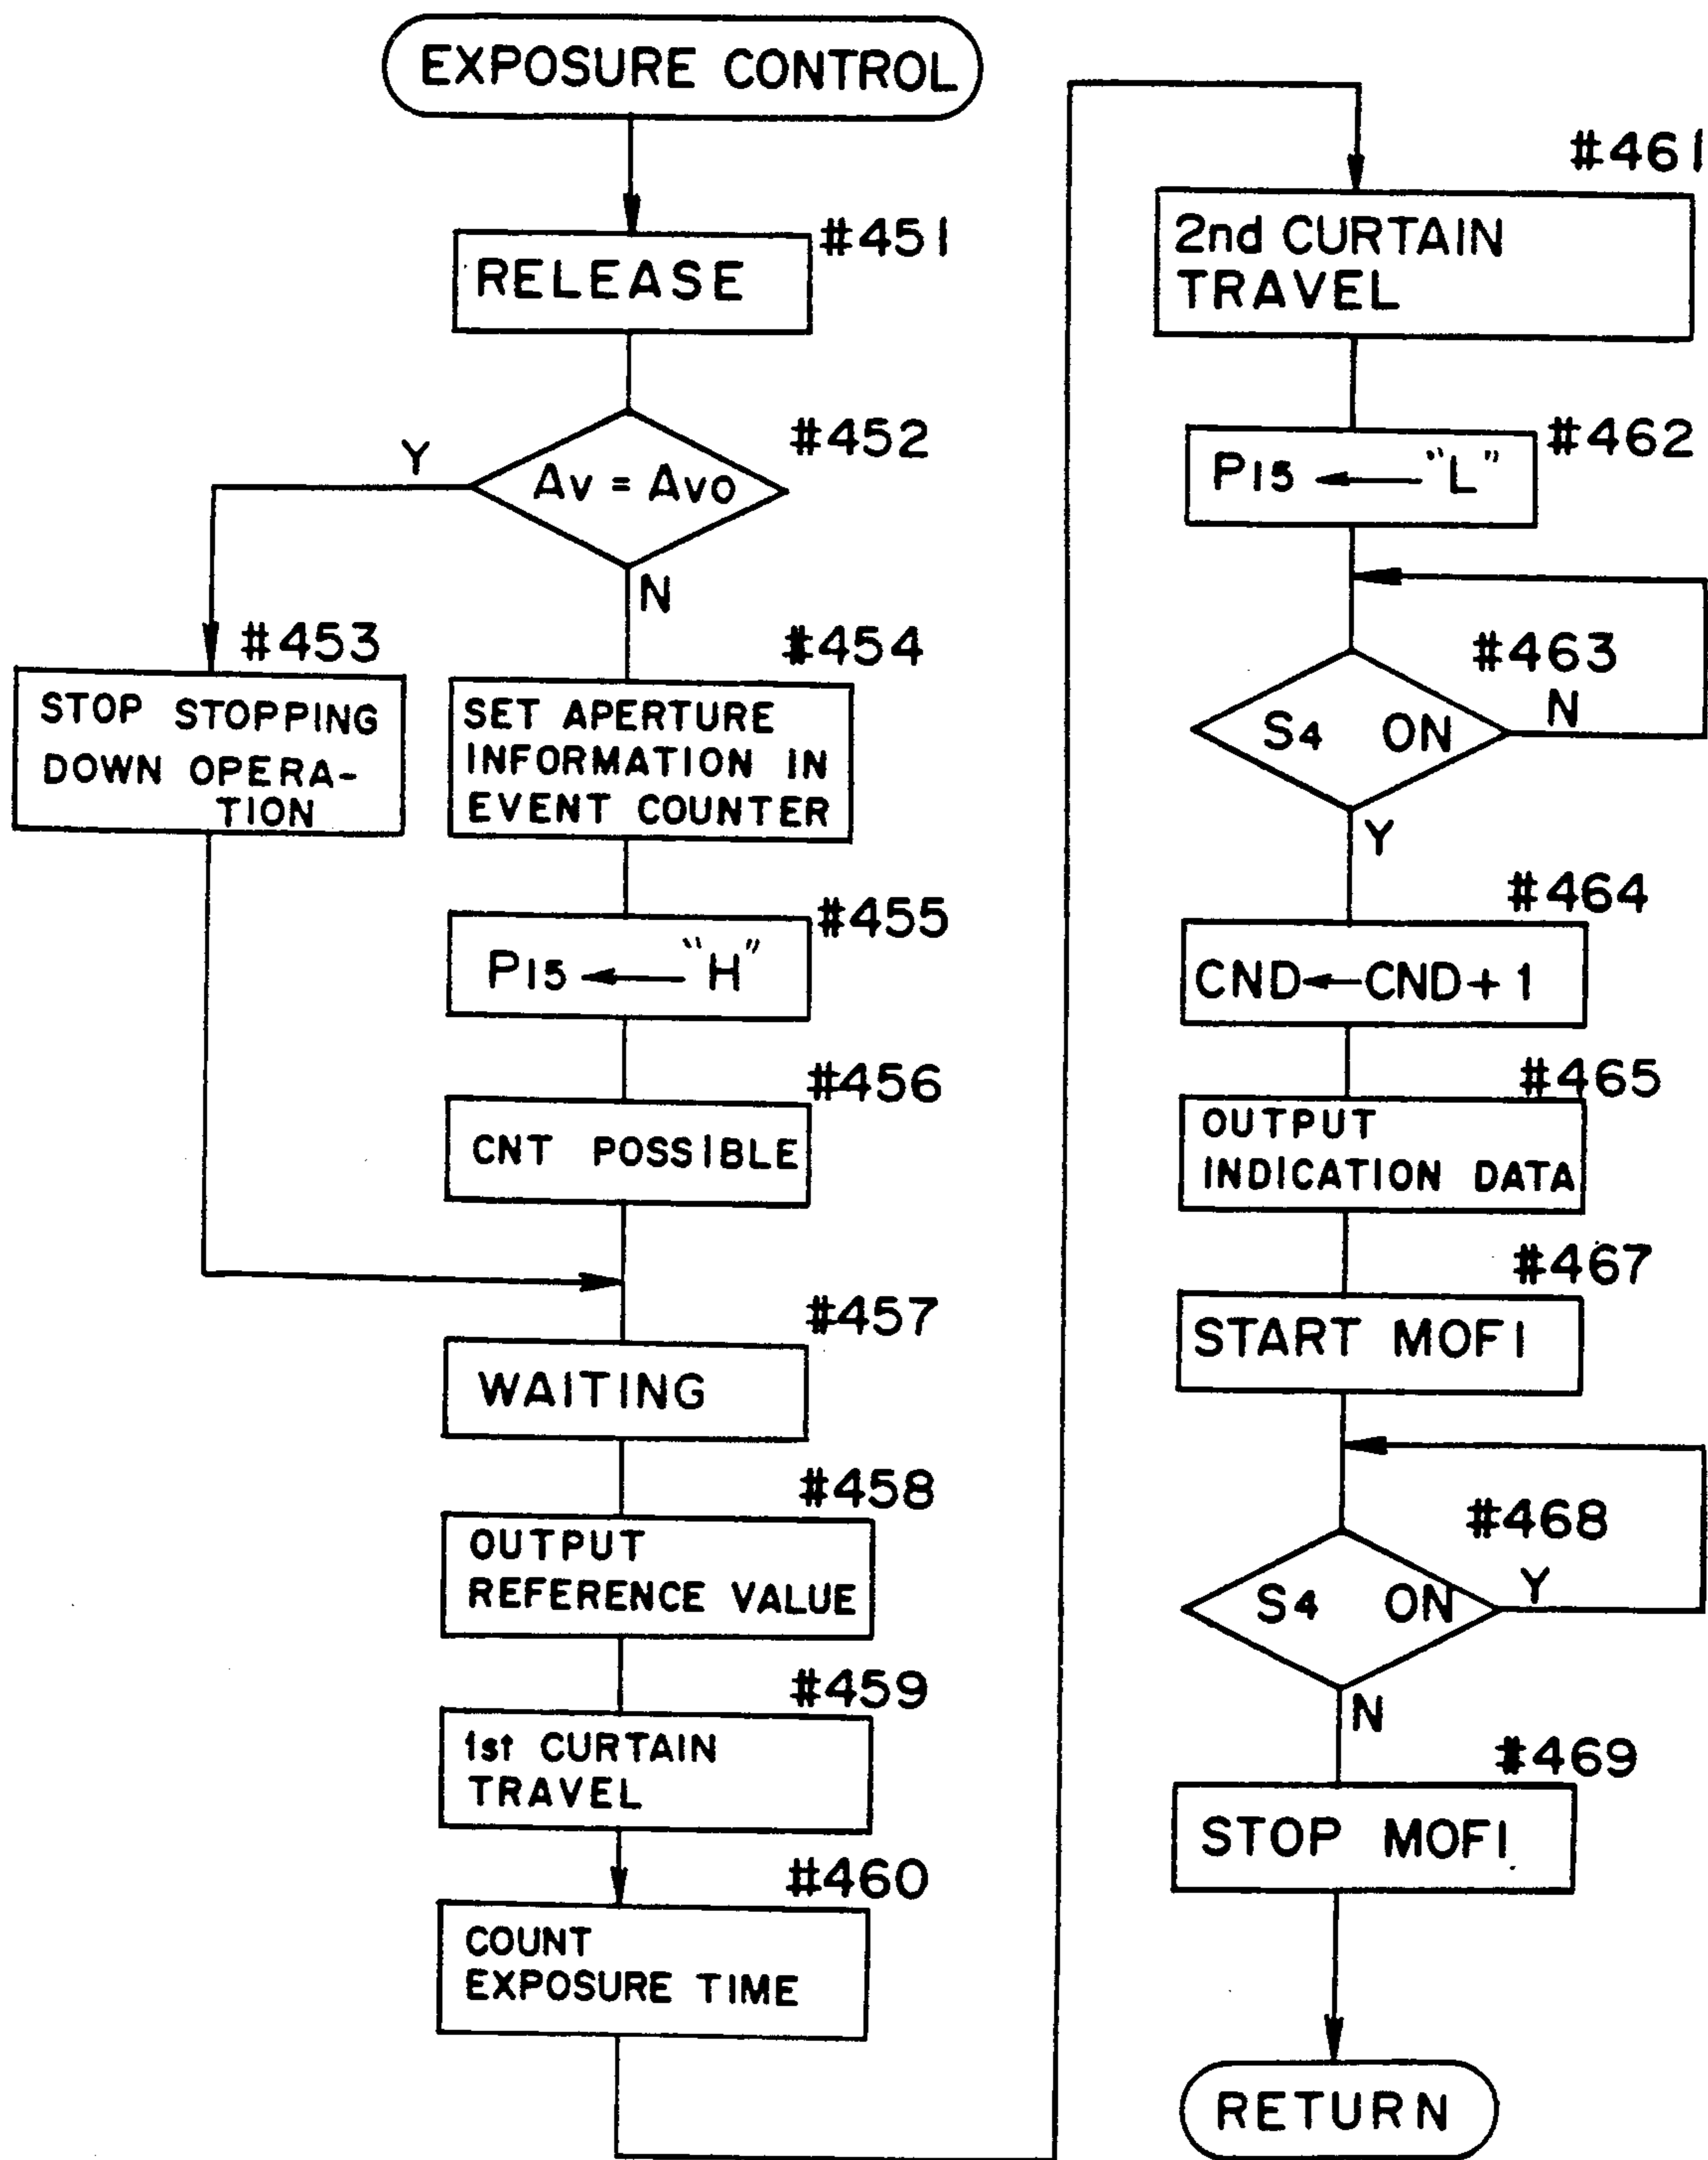 EXPOSURE CONTROL
#451
RELEASE
#452
Av = Avo
Y
N
#453
STOP STOPPING
DOWN OPERA-
TION
#454
SET APERTURE
INFORMATION IN
EVENT COUNTER
#455
P15 ← "H"
#456
CNT POSSIBLE
#457
WAITING
#458
OUTPUT
REFERENCE VALUE
#459
1st CURTAIN
TRAVEL
#460
COUNT
EXPOSURE TIME
#461
2nd CURTAIN
TRAVEL
#462
P15 ← "L"
#463
S4 ON
N
Y
#464
CND←CND+1
#465
OUTPUT
INDICATION DATA
#467
START MOFI
#468
S4 ON
Y
N
#469
STOP MOFI
RETURN